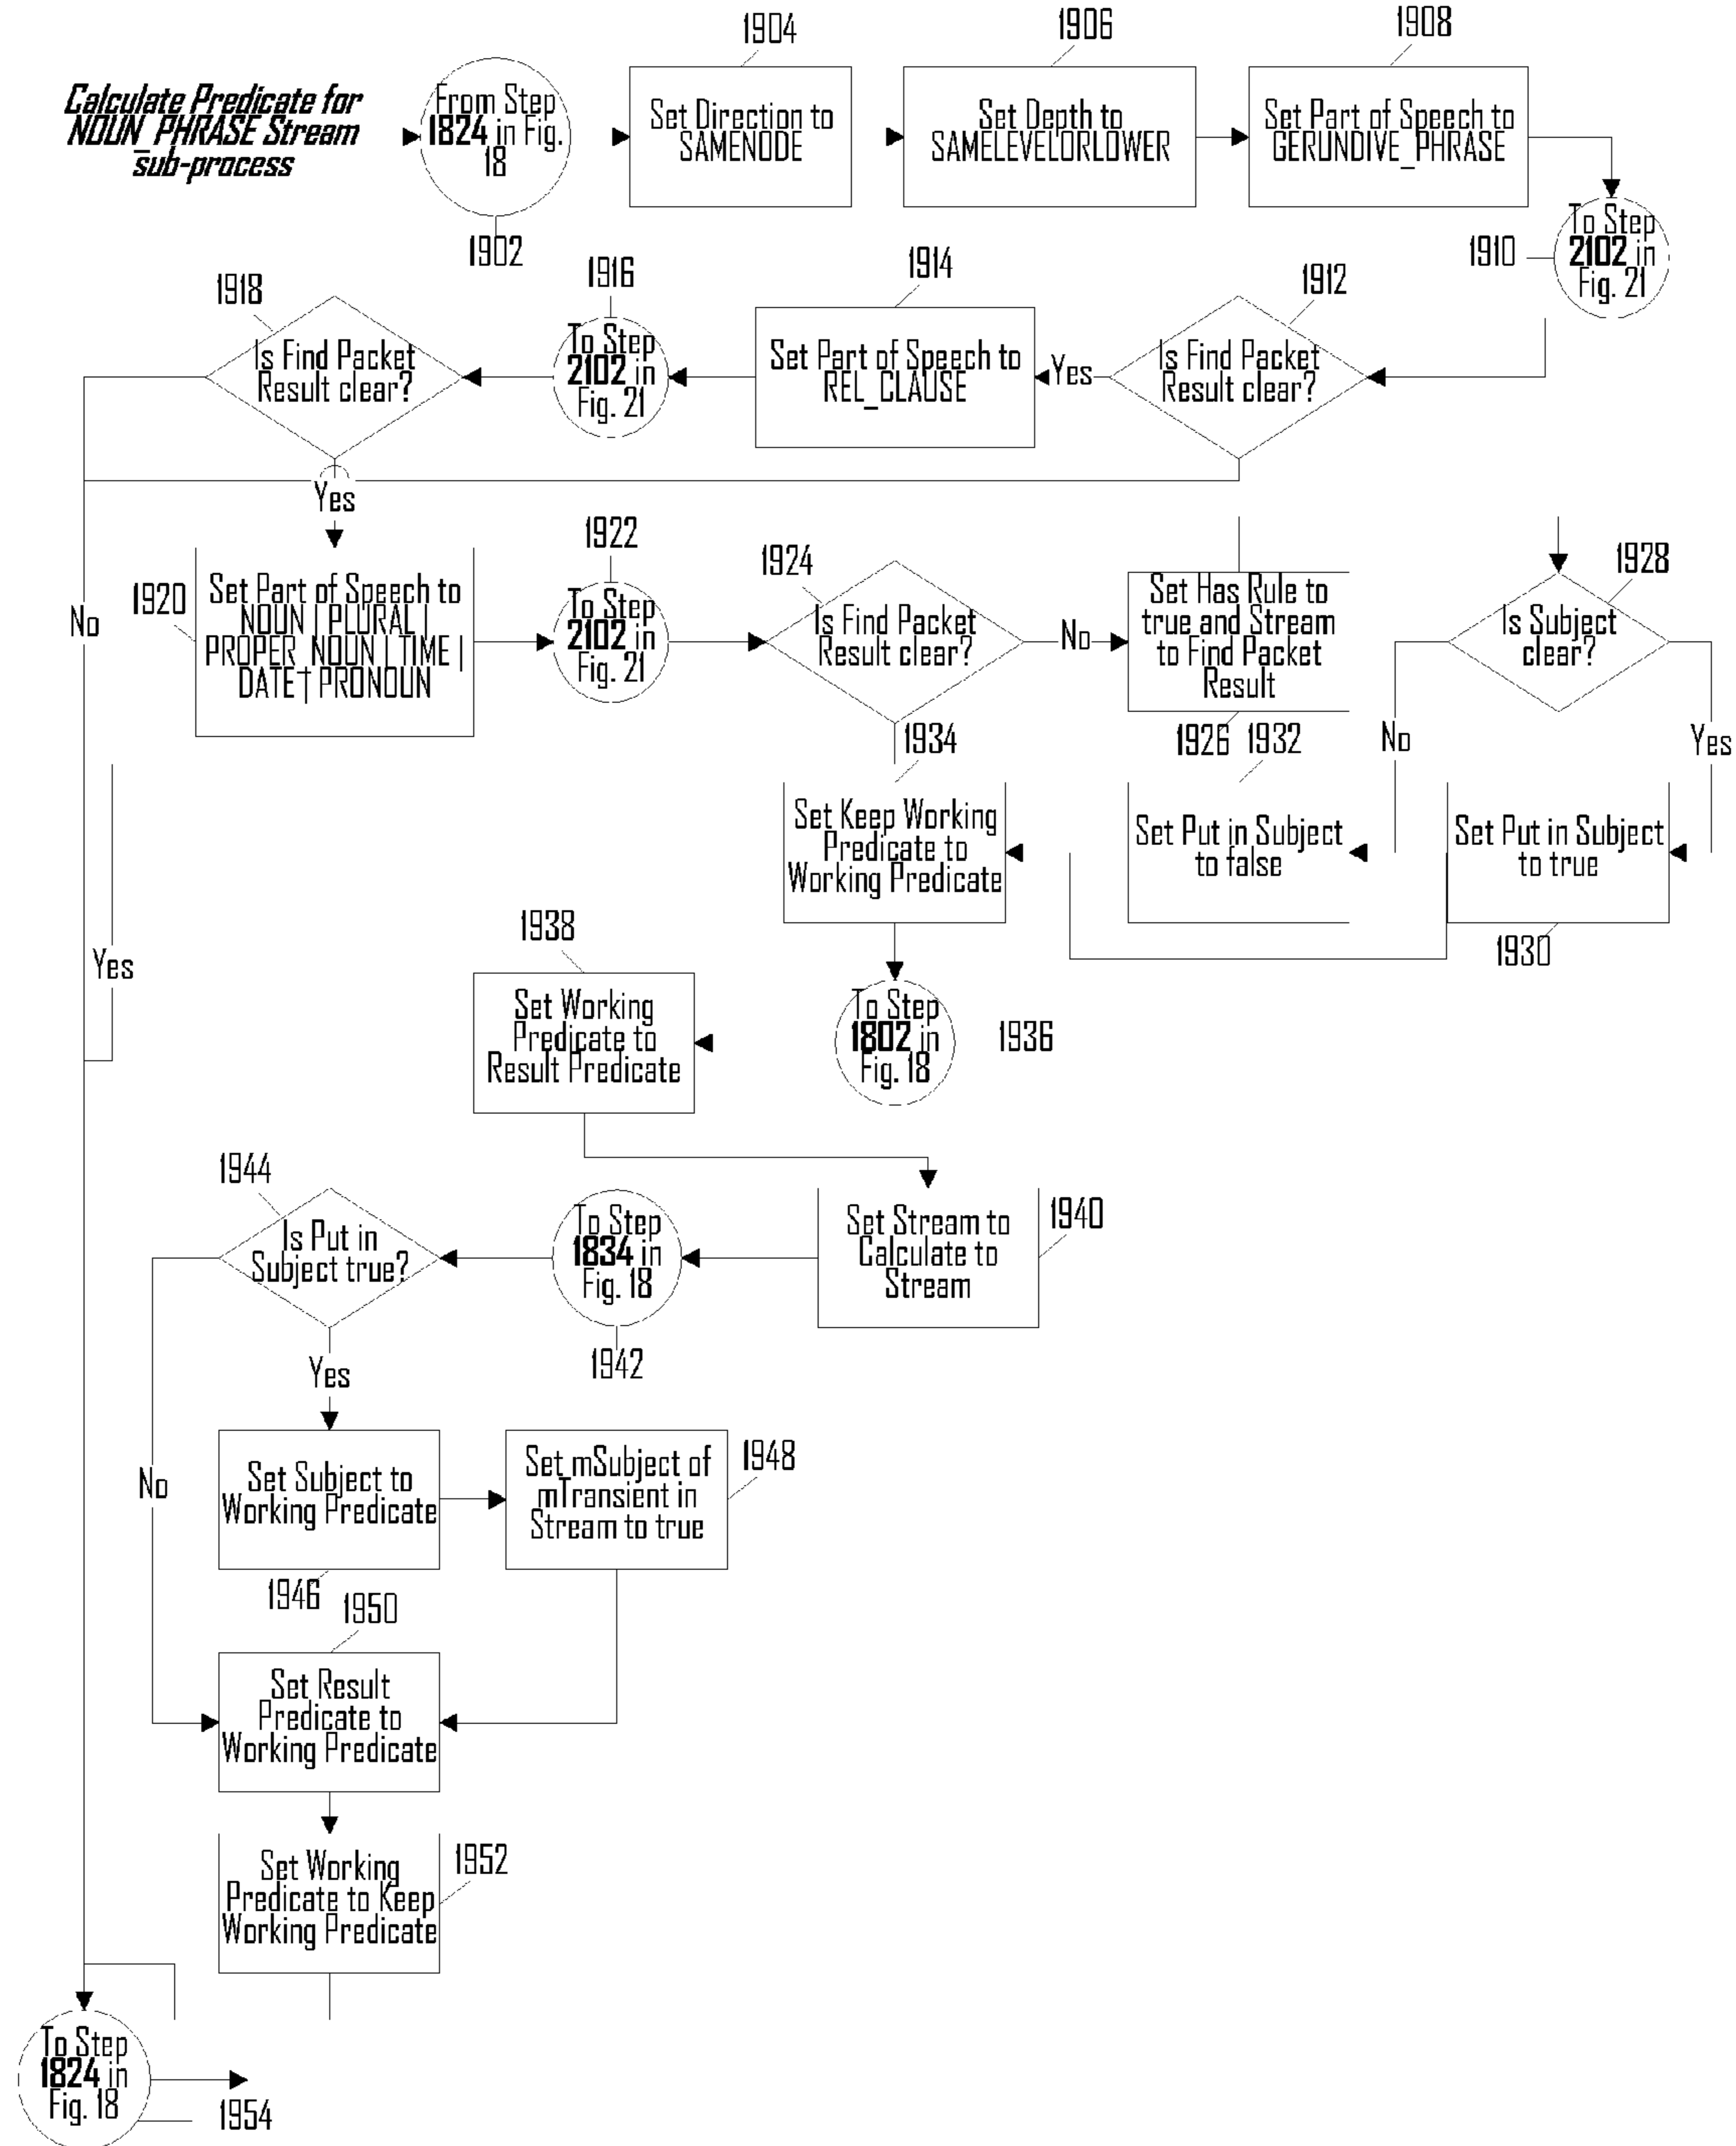 1904
1906
1908
Calculate Predicate for
NOUN_PHRASE Stream
sub-process
From Step
1824 in Fig.
18
Set Direction to
SAMENODE
Set Depth to
SAMELEVELORLOWER
Set Part of Speech to
GERUNDIVE_PHRASE
1902
1910
To Step
2102 in
Fig. 21
1918
1916
1914
1912
Is Find Packet
Result clear?
To Step
2102 in
Fig. 21
Set Part of Speech to
REL_CLAUSE
Yes
Is Find Packet
Result clear?
Yes
No
1920
Set Part of Speech to
NOUN | PLURAL |
PROPER_NOUN | TIME |
DATE | PRONOUN
1922
To Step
2102 in
Fig. 21
1924
Is Find Packet
Result clear?
No
Set Has Rule to
true and Stream
to Find Packet
Result
1928
Is Subject
clear?
1934
1926
1932
No
Yes
Set Keep Working
Predicate to
Working Predicate
Set Put in Subject
to false
Set Put in Subject
to true
1930
Yes
1938
Set Working
Predicate to
Result Predicate
To Step
1802 in
Fig. 18
1936
1944
Is Put in
Subject true?
To Step
1834 in
Fig. 18
Set Stream to
Calculate to
Stream
1940
1942
Yes
No
Set Subject to
Working Predicate
Set mSubject of
mTransient in
Stream to true
1948
1946
1950
Set Result
Predicate to
Working Predicate
Set Working
Predicate to Keep
Working Predicate
1952
To Step
1824 in
Fig. 18
1954